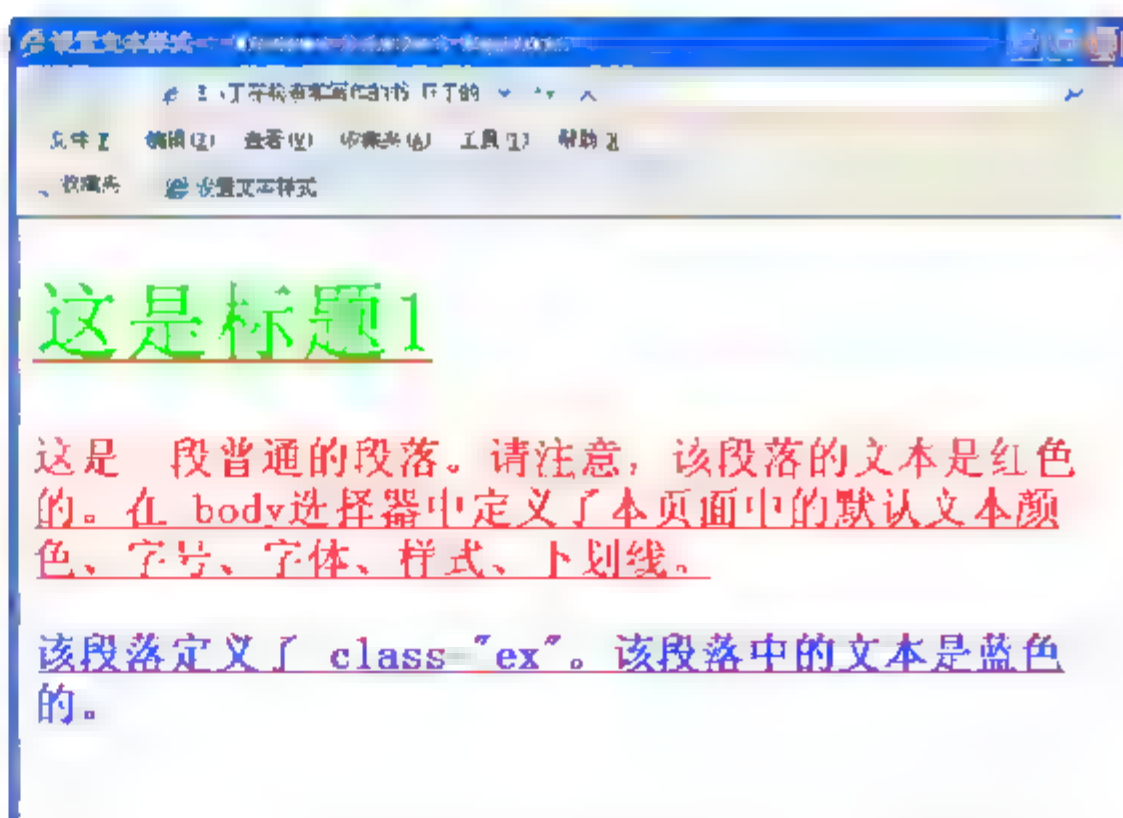 设置文本样式
编辑(E) 查看(V) 收藏夹(A) 工具(T) 帮助
收藏夹 设置文本样式
这是标题1
这是 段普通的段落。请注意，该段落的文本是红色
的。在 body选择器中定义了本页面中的默认文本颜
色、字号、字体、样式、下划线。
该段落定义了 class="ex"。该段落中的文本是蓝色
的。